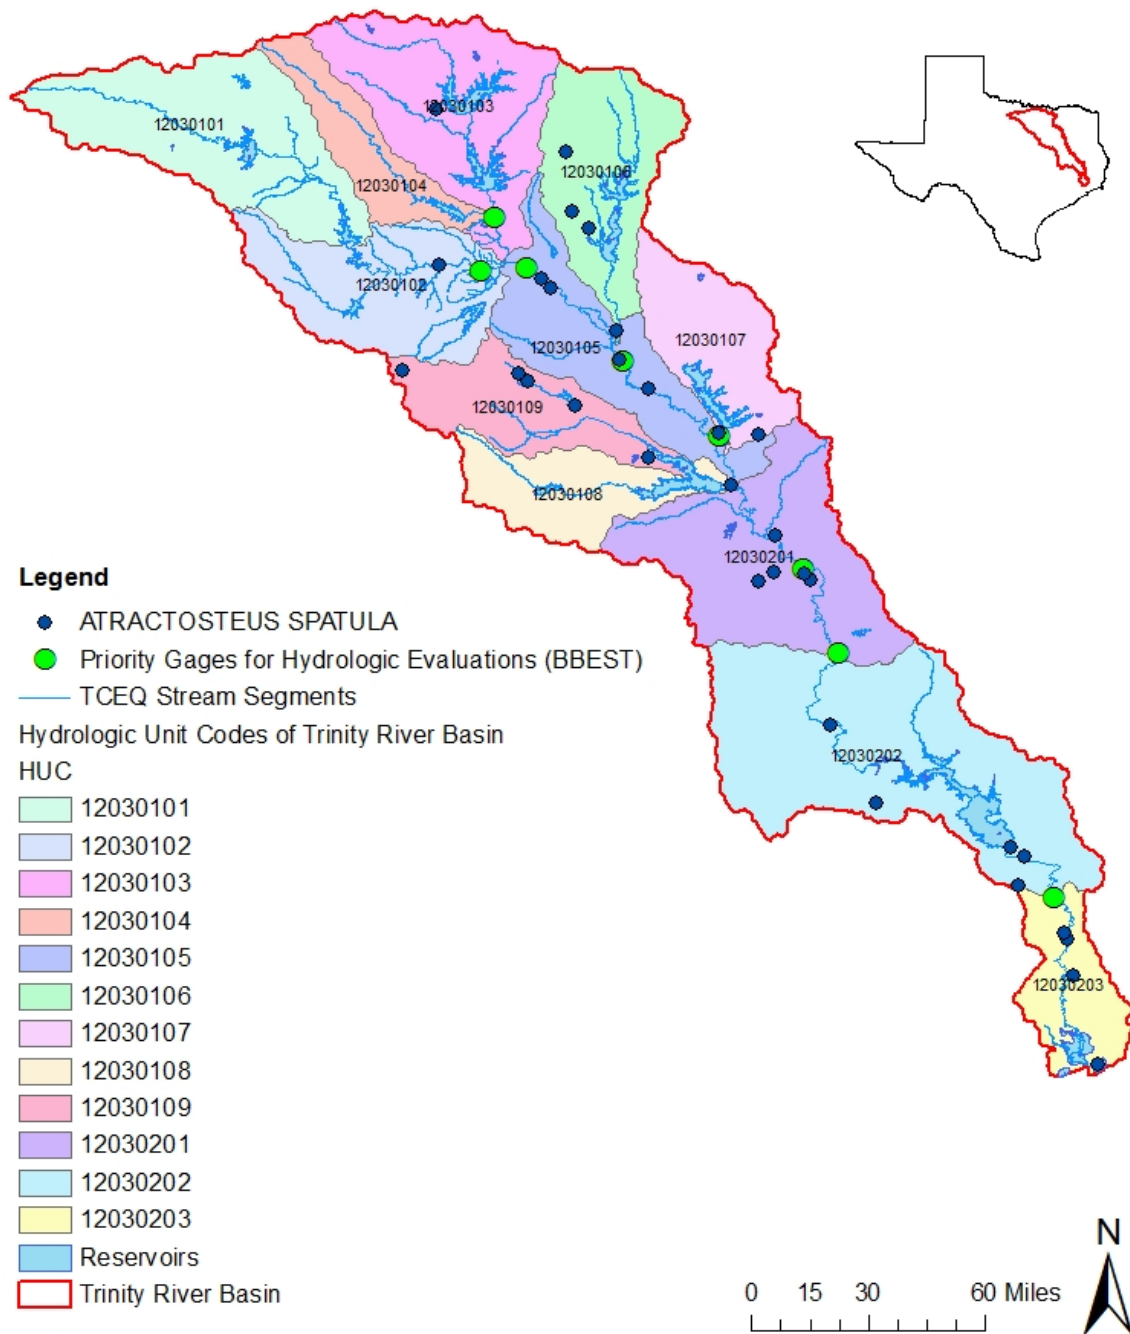 12030103
12030101
12030106
12030104
12030102
12030107
12030105
12030109
12030108
12030201
12030202
12030203
Legend
ATRACTOSTEUS SPATULA
Priority Gages for Hydrologic Evaluations (BBEST)
TCEQ Stream Segments
Hydrologic Unit Codes of Trinity River Basin
HUC
12030101
12030102
12030103
12030104
12030105
12030106
12030107
12030108
12030109
12030201
12030202
12030203
Reservoirs
Trinity River Basin
0 15 30 60 Miles
N